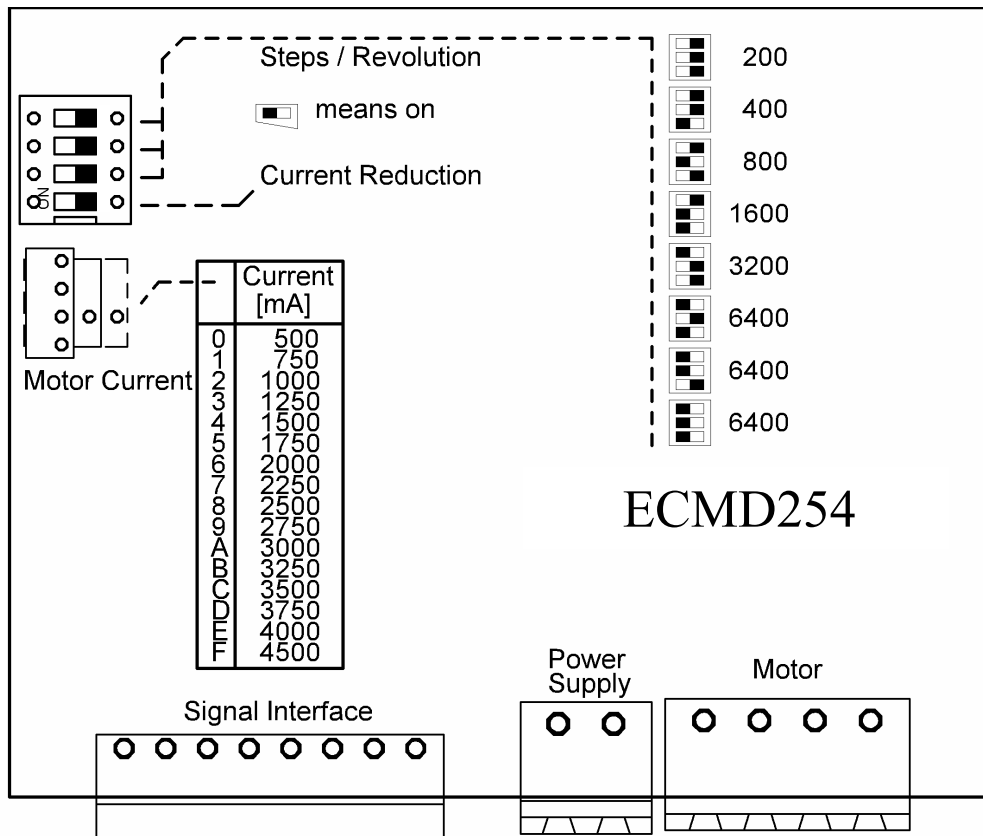 Steps / Revolution
means on
Current Reduction
ON
Motor Current
Current
[mA]
0 500
1 750
2 1000
3 1250
4 1500
5 1750
6 2000
7 2250
8 2500
9 2750
A 3000
B 3250
C 3500
D 3750
E 4000
F 4500
200
400
800
1600
3200
6400
6400
6400
ECMD254
Signal Interface
Power
Supply
Motor